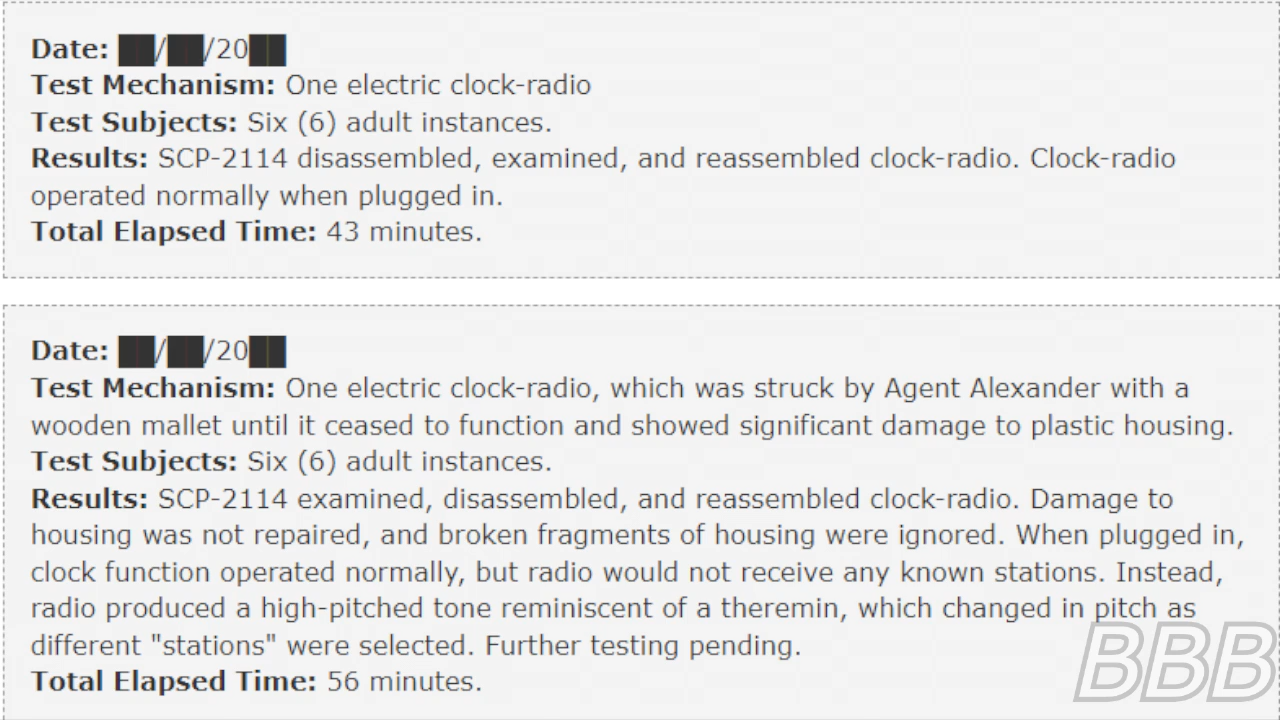 Date: ██/██/20██
Test Mechanism: One electric clock-radio
Test Subjects: Six (6) adult instances.
Results: SCP-2114 disassembled, examined, and reassembled clock-radio. Clock-radio
operated normally when plugged in.
Total Elapsed Time: 43 minutes.
Date: ██/██/20██
Test Mechanism: One electric clock-radio, which was struck by Agent Alexander with a
wooden mallet until it ceased to function and showed significant damage to plastic housing.
Test Subjects: Six (6) adult instances.
Results: SCP-2114 examined, disassembled, and reassembled clock-radio. Damage to
housing was not repaired, and broken fragments of housing were ignored. When plugged in,
clock function operated normally, but radio would not receive any known stations. Instead,
radio produced a high-pitched tone reminiscent of a theremin, which changed in pitch as
different "stations" were selected. Further testing pending.
Total Elapsed Time: 56 minutes.
BBB